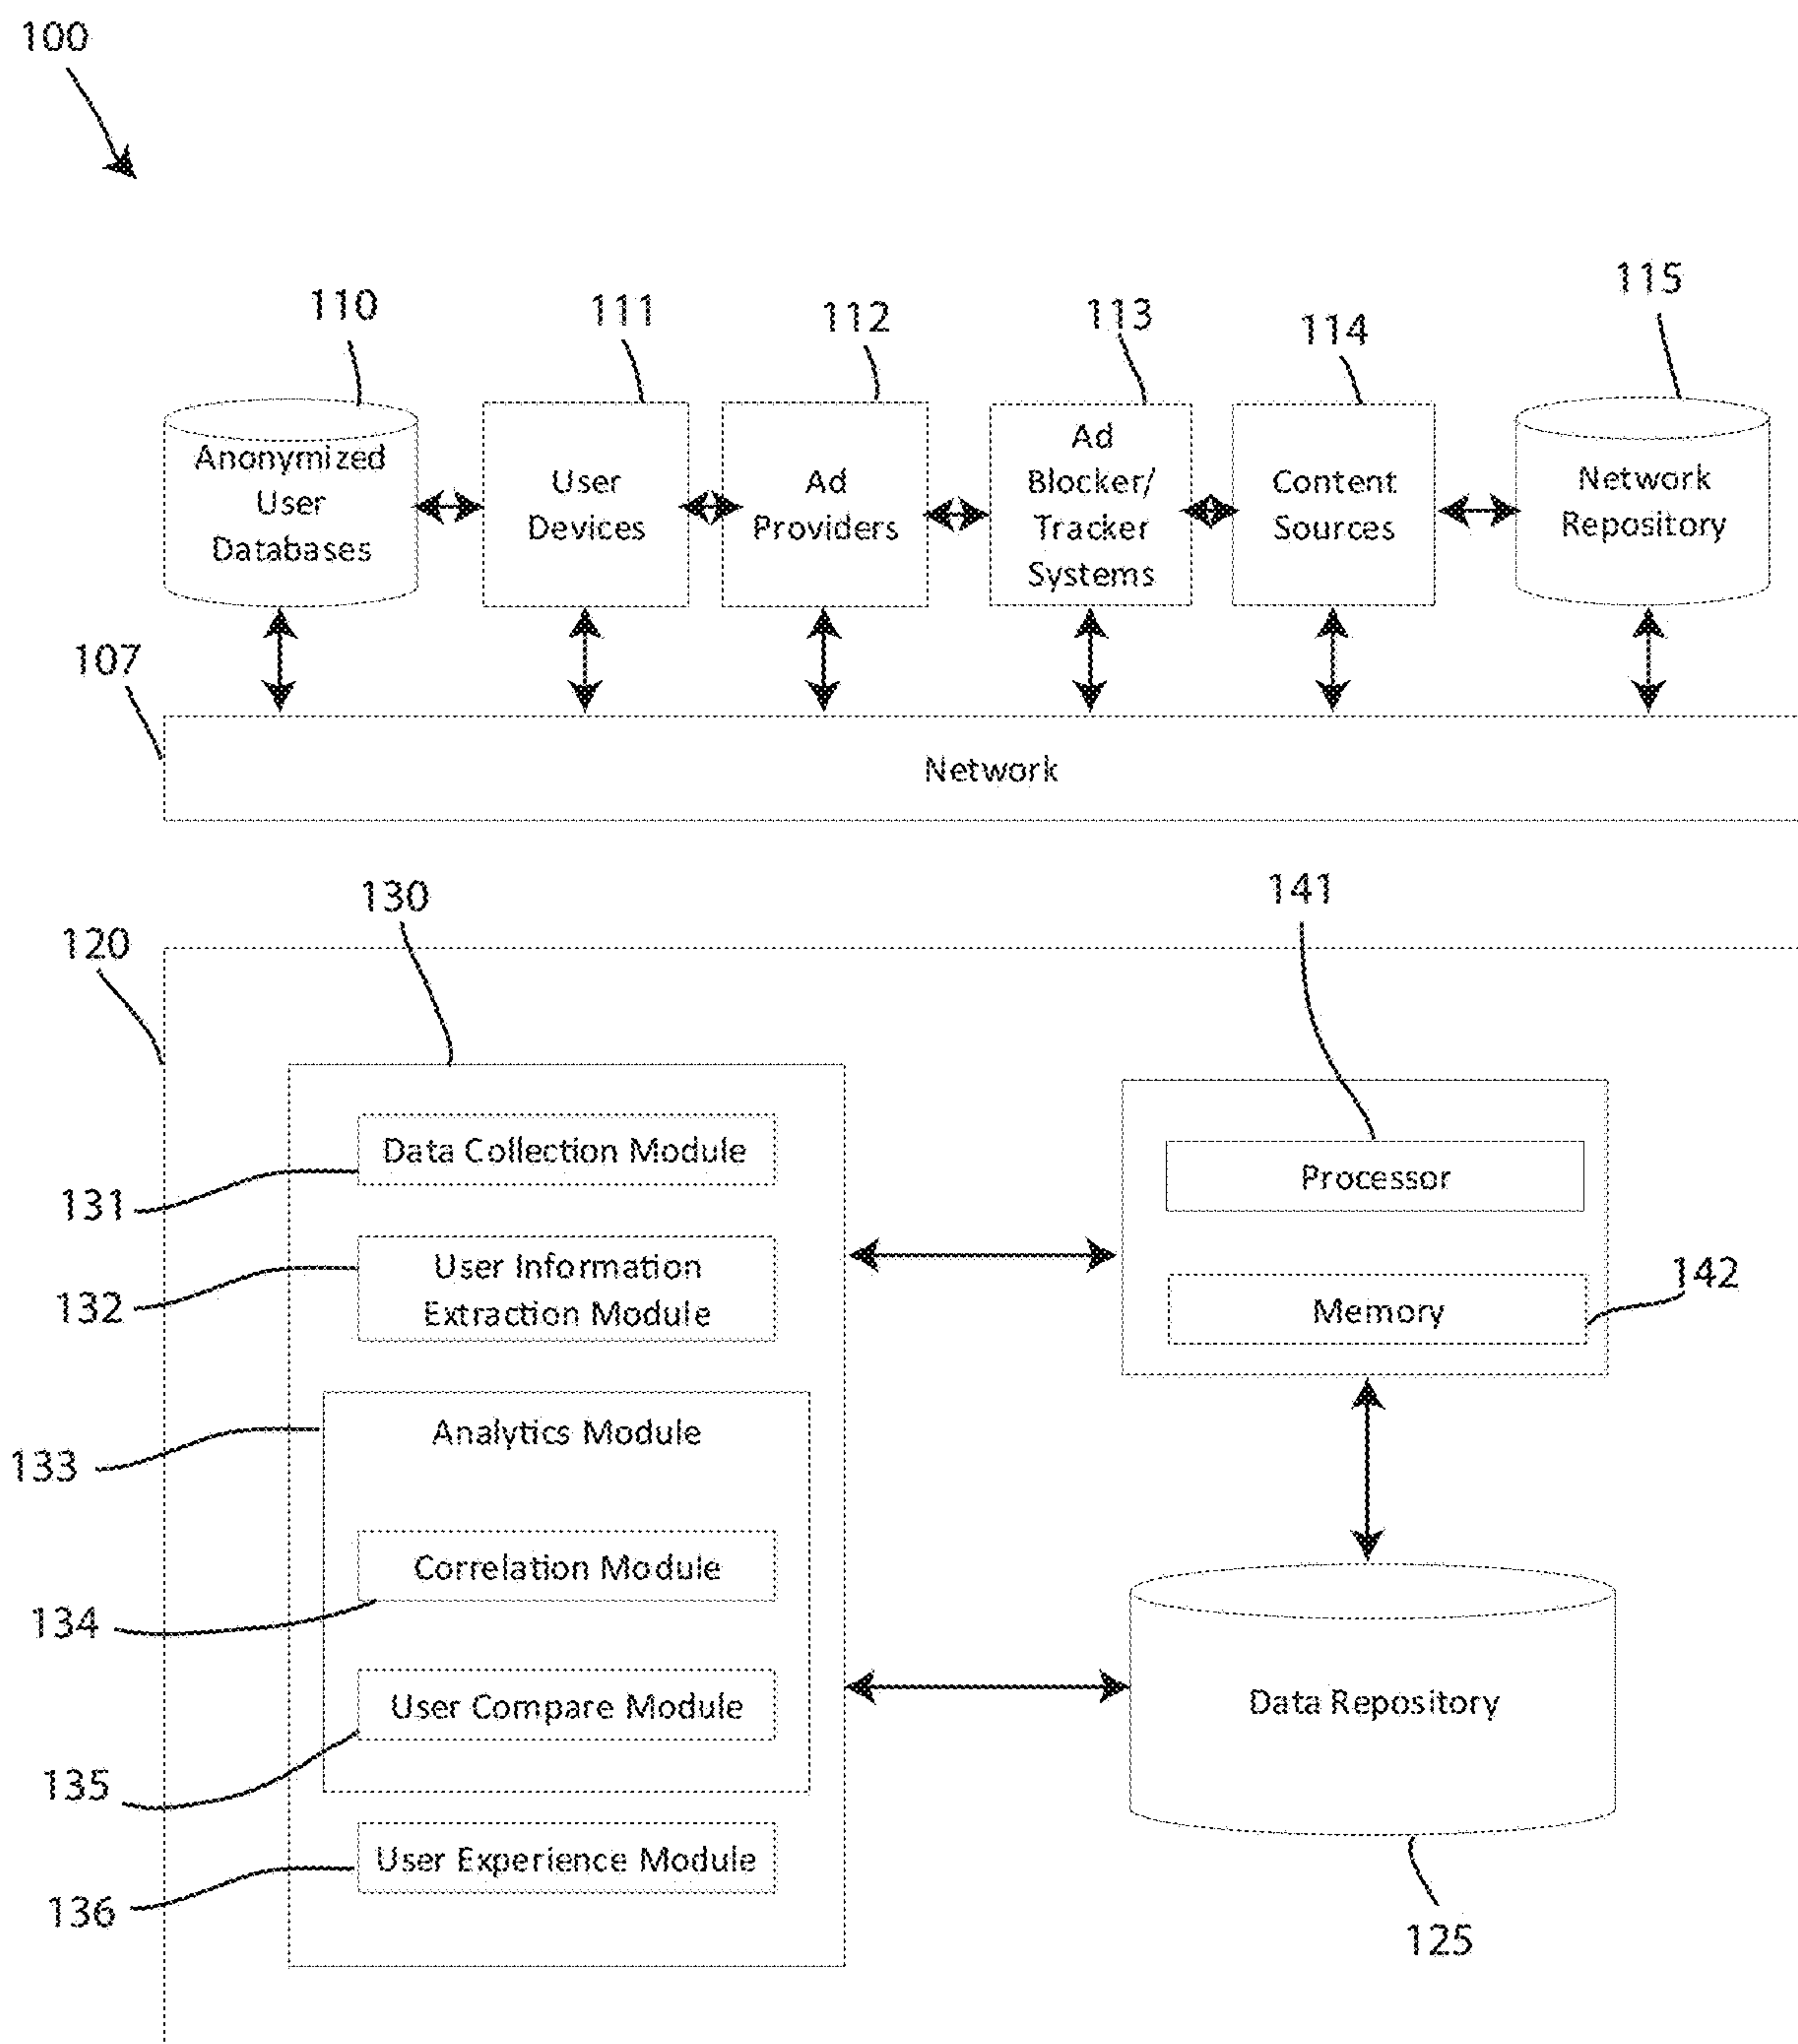 100
110
111
112
113
114
115
Anonymized
User
Databases
User
Devices
Ad
Providers
Ad
Blocker/
Tracker
Systems
Content
Sources
Network
Repository
107
Network
120
130
141
Data Collection Module
131
User Information
Extraction Module
132
Processor
Memory
142
Analytics Module
133
Correlation Module
134
User Compare Module
135
User Experience Module
136
Data Repository
125